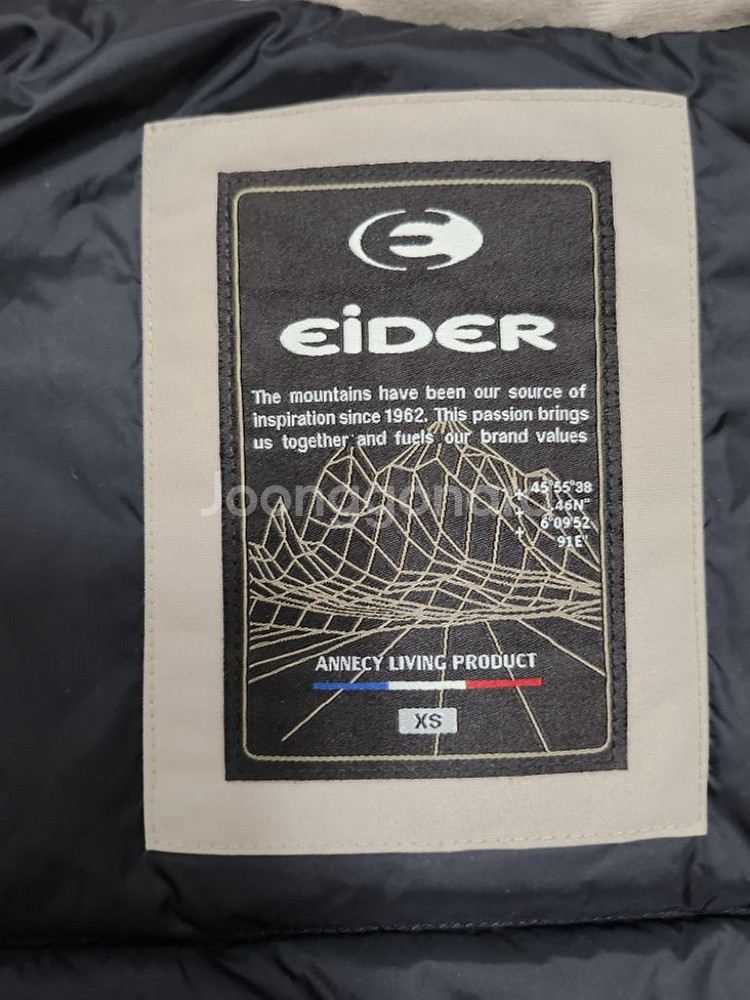 EiDER
The mountains have been our source of
inspiration since 1962. This passion brings
us together and fuels our brand values
Joonggona
45°55'38
.46N"
6°09'52
.91E"
ANNECY LIVING PRODUCT
XS